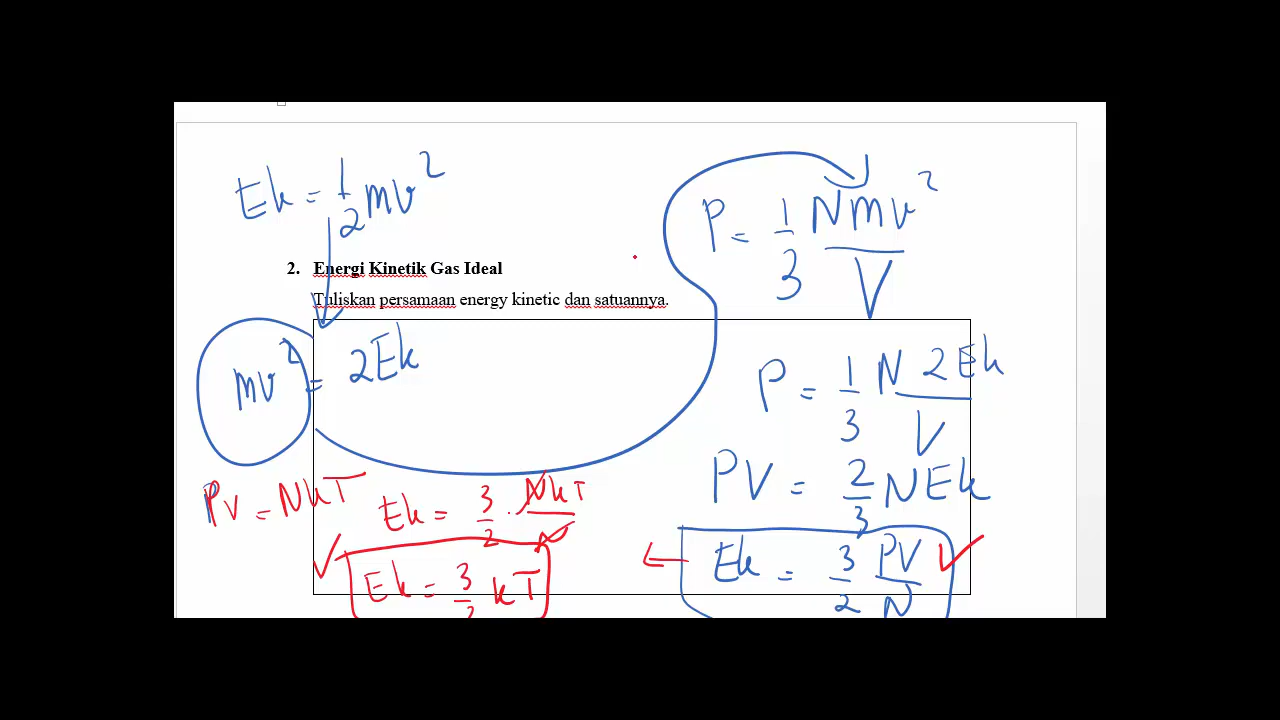 Ek = 1/2 mv²
P = 1/3 Nmv²/V
2. Energi Kinetik Gas Ideal
Tuliskan persamaan energy kinetic dan satuannya.
mv² = 2Ek
P = 1/3 N 2Ek/V
PV = 2/3 NEk
PV = NkT
Ek = 3/2 · NkT/N
Ek = 3/2 PV/N
Ek = 3/2 kT